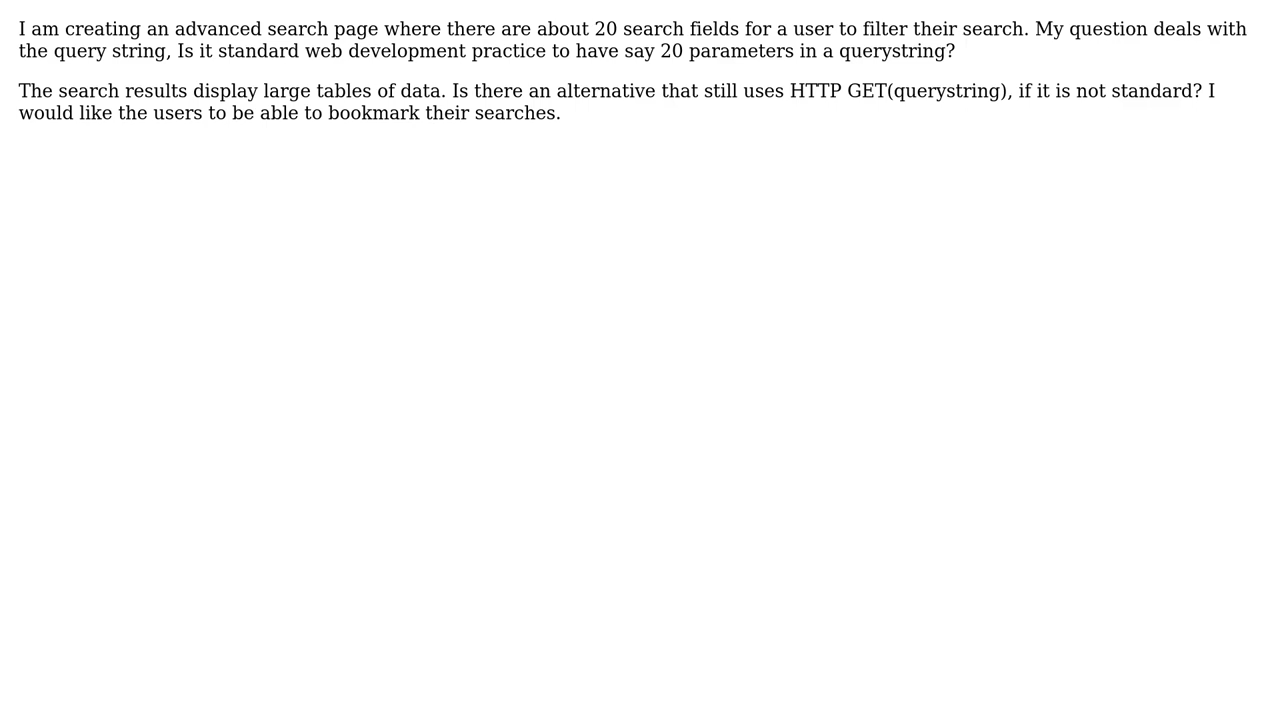 I am creating an advanced search page where there are about 20 search fields for a user to filter their search. My question deals with
the query string, Is it standard web development practice to have say 20 parameters in a querystring?
The search results display large tables of data. Is there an alternative that still uses HTTP GET(querystring), if it is not standard? I
would like the users to be able to bookmark their searches.